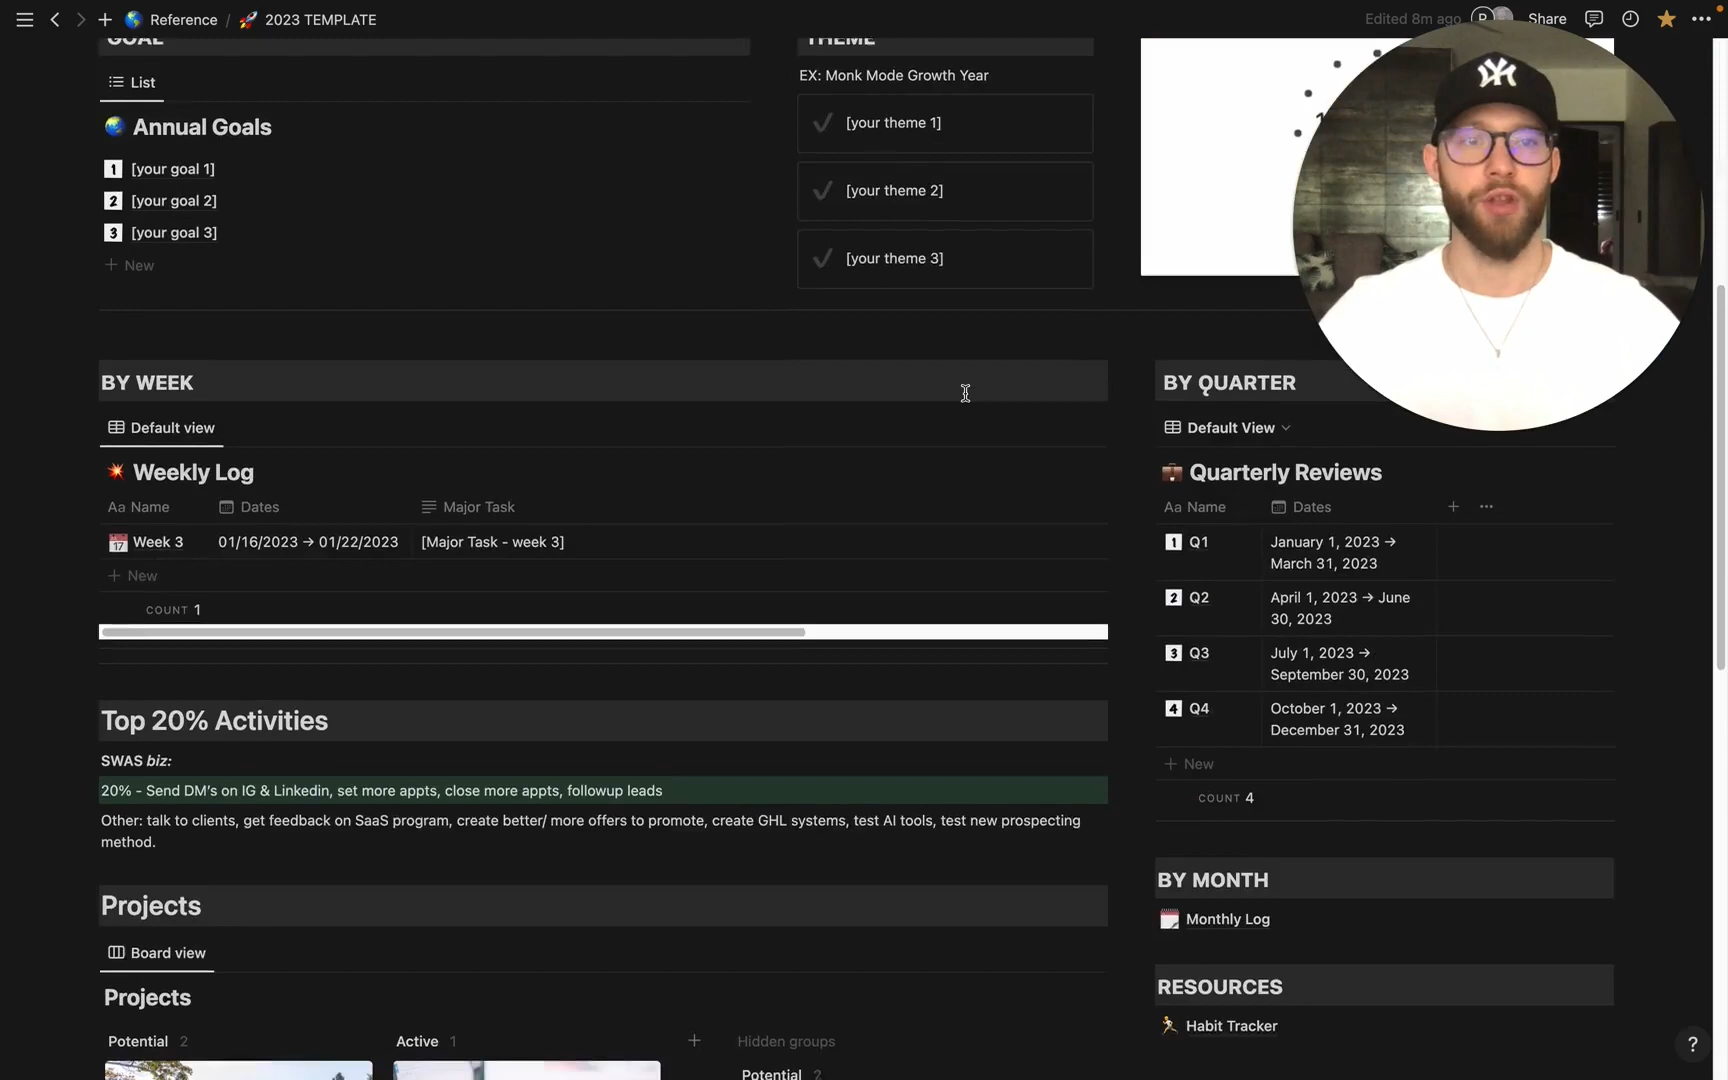 Reference / 2023 TEMPLATE
Edited 8m ago
Share
GOAL
List
Annual Goals
1 [your goal 1]
2 [your goal 2]
3 [your goal 3]
+ New
THEME
EX: Monk Mode Growth Year
[your theme 1]
[your theme 2]
[your theme 3]
BY WEEK
Default view
Weekly Log
Aa Name Dates Major Task
17 Week 3 01/16/2023 → 01/22/2023 [Major Task - week 3]
+ New
COUNT 1
Top 20% Activities
SWAS biz:
20% - Send DM's on IG & Linkedin, set more appts, close more appts, followup leads
Other: talk to clients, get feedback on SaaS program, create better/ more offers to promote, create GHL systems, test AI tools, test new prospecting
method.
Projects
Board view
Projects
Potential 2 Active 1 + Hidden groups
Potential 2
BY QUARTER
Default View
Quarterly Reviews
Aa Name Dates + ...
1 Q1 January 1, 2023 →
March 31, 2023
2 Q2 April 1, 2023 → June
30, 2023
3 Q3 July 1, 2023 →
September 30, 2023
4 Q4 October 1, 2023 →
December 31, 2023
+ New
COUNT 4
BY MONTH
Monthly Log
RESOURCES
Habit Tracker
?